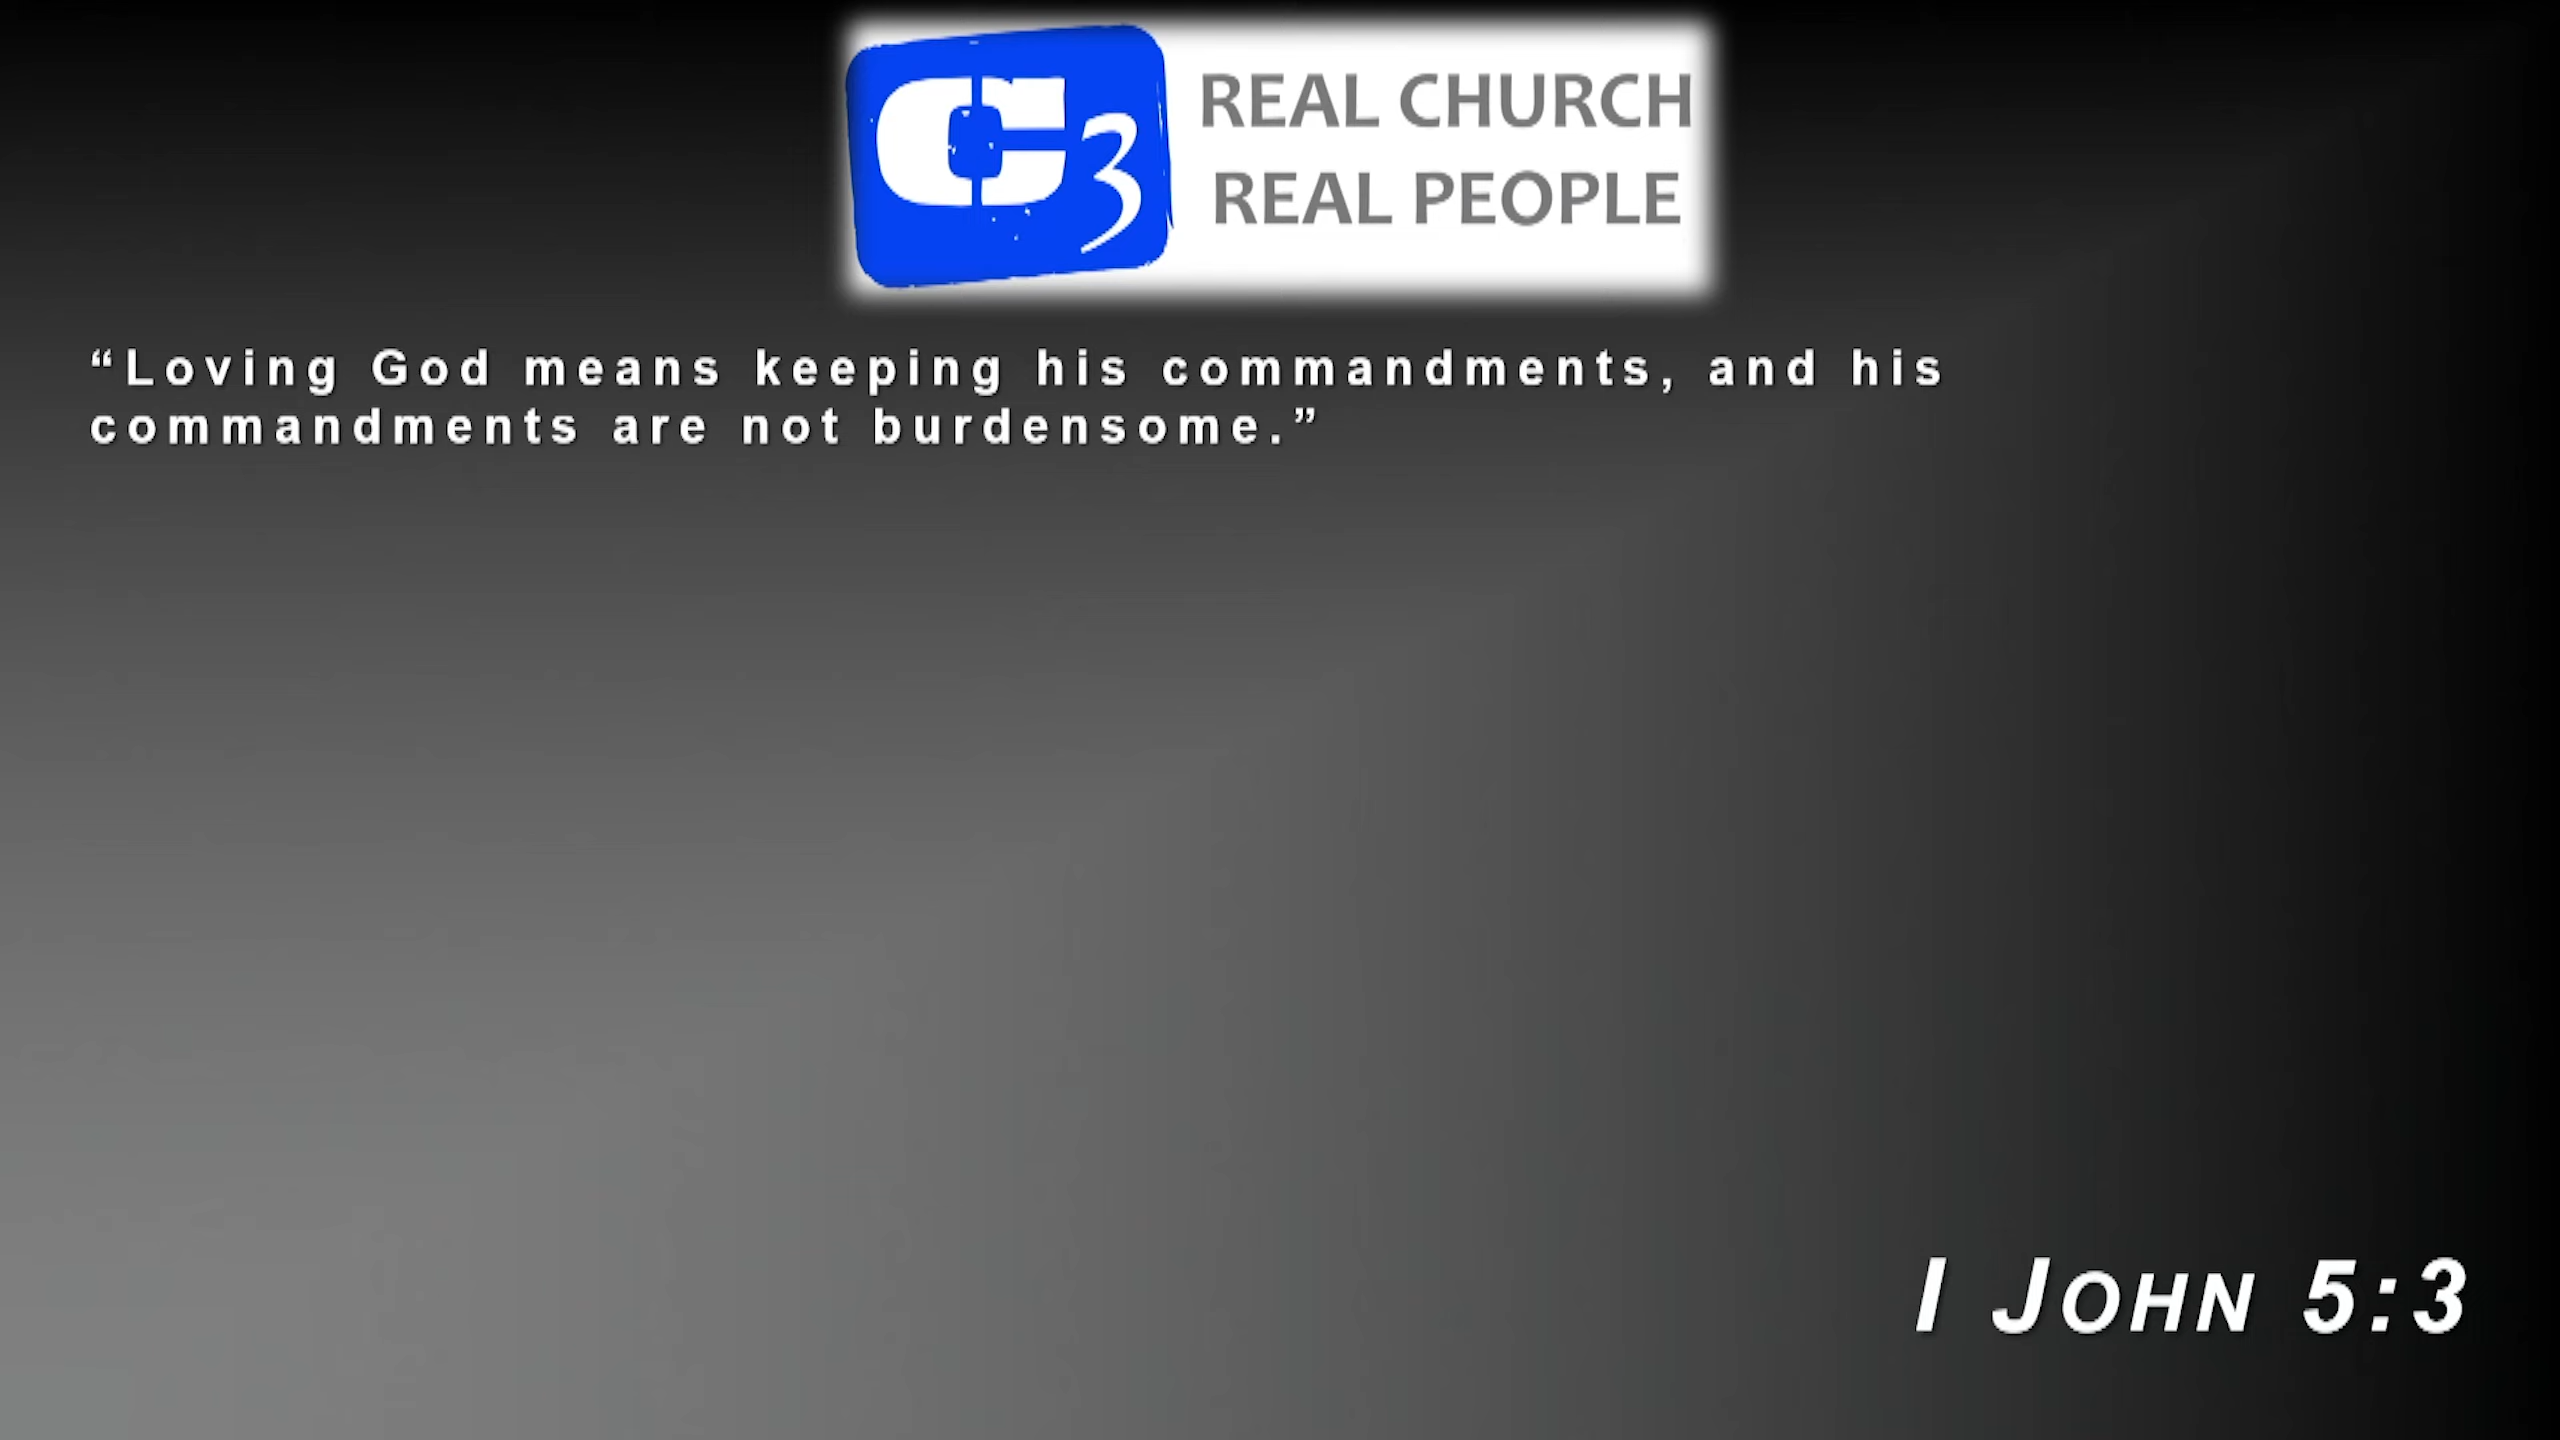 C3
REAL CHURCH
REAL PEOPLE
“Loving God means keeping his commandments, and his
commandments are not burdensome.”
I JOHN 5:3